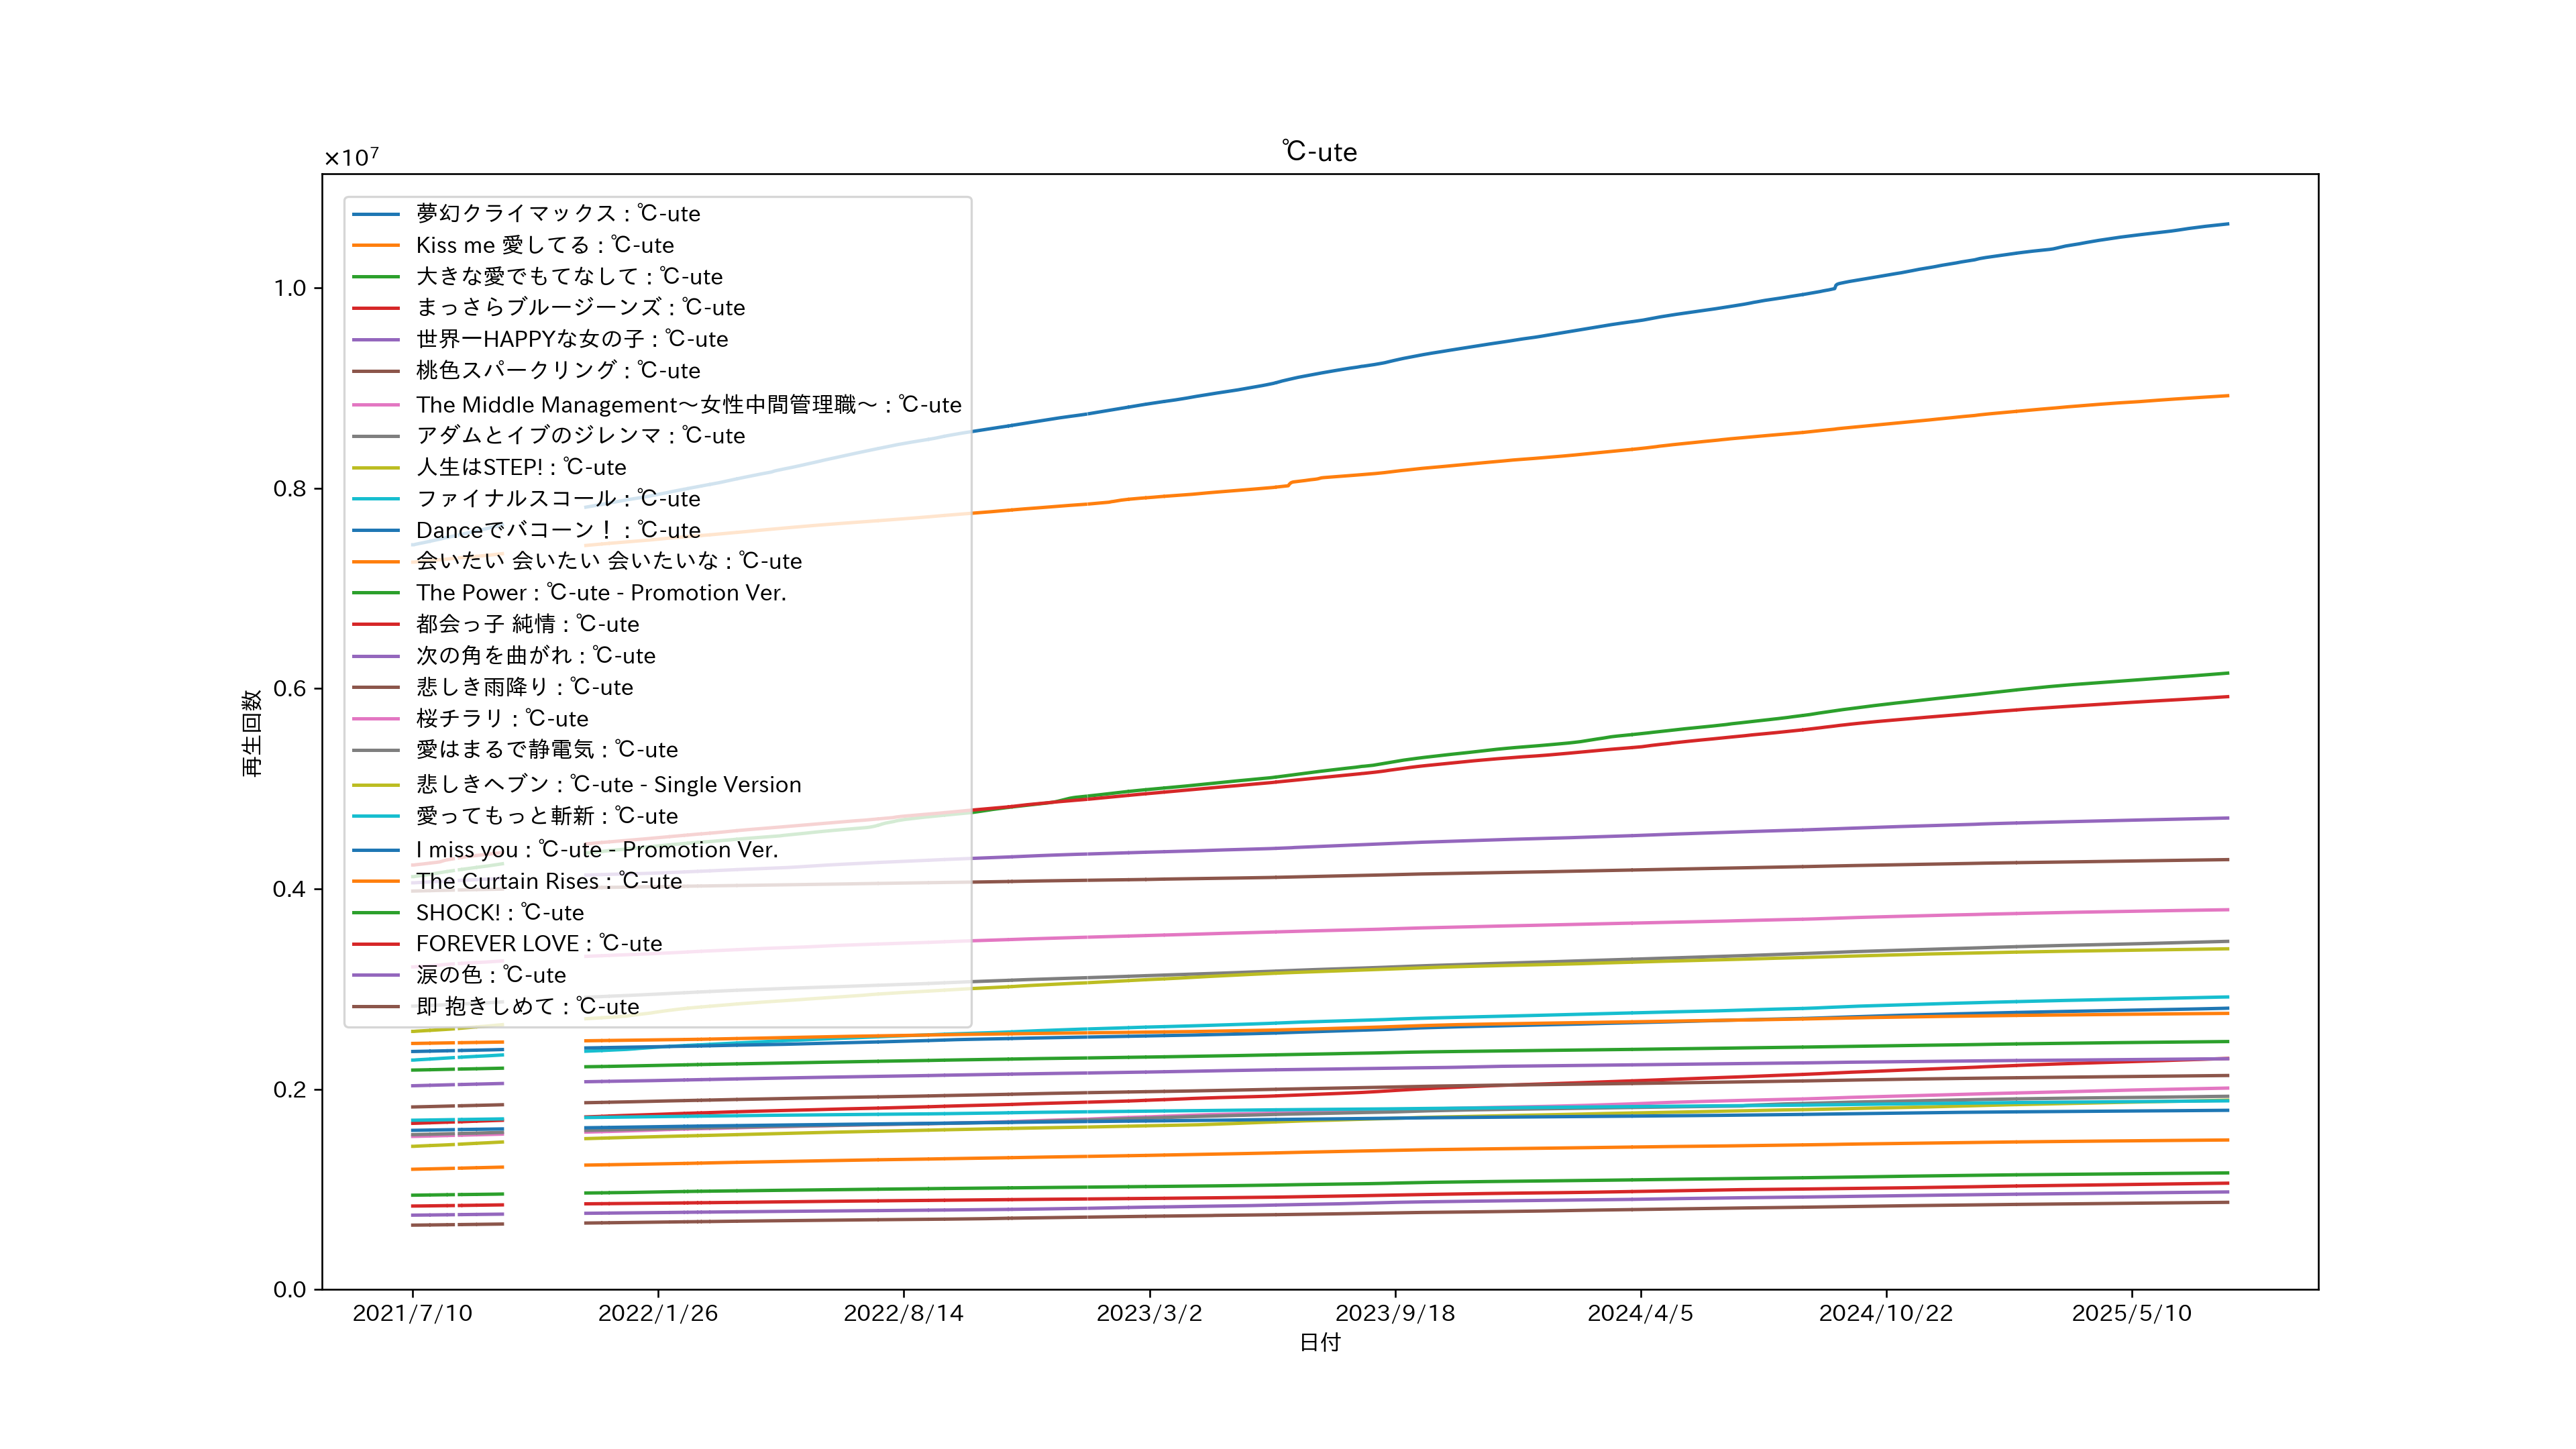 ℃-ute
×10⁷
夢幻クライマックス : ℃-ute
Kiss me 愛してる : ℃-ute
大きな愛でもてなして : ℃-ute
まっさらブルージーンズ : ℃-ute
世界一HAPPYな女の子 : ℃-ute
桃色スパークリング : ℃-ute
The Middle Management～女性中間管理職～ : ℃-ute
アダムとイブのジレンマ : ℃-ute
人生はSTEP! : ℃-ute
ファイナルスコール : ℃-ute
Danceでバコーン！ : ℃-ute
会いたい 会いたい 会いたいな : ℃-ute
The Power : ℃-ute - Promotion Ver.
都会っ子 純情 : ℃-ute
次の角を曲がれ : ℃-ute
悲しき雨降り : ℃-ute
桜チラリ : ℃-ute
愛はまるで静電気 : ℃-ute
悲しきヘブン : ℃-ute - Single Version
愛ってもっと斬新 : ℃-ute
I miss you : ℃-ute - Promotion Ver.
The Curtain Rises : ℃-ute
SHOCK! : ℃-ute
FOREVER LOVE : ℃-ute
涙の色 : ℃-ute
即 抱きしめて : ℃-ute
1.0
0.8
0.6
0.4
0.2
0.0
再生回数
2021/7/10
2022/1/26
2022/8/14
2023/3/2
2023/9/18
2024/4/5
2024/10/22
2025/5/10
日付